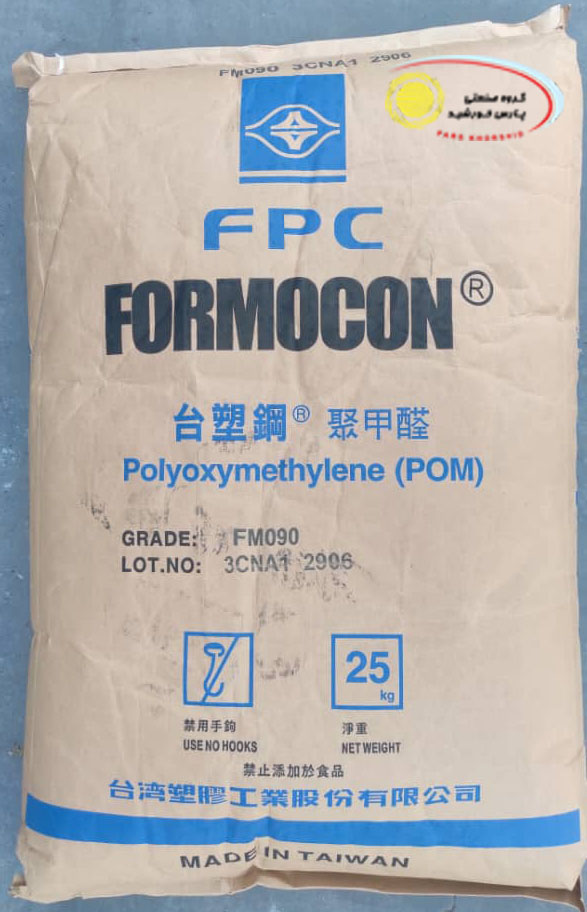 FM090 3CNA1 2906
گروه صنعتی
پارس خورشید
PARS KHORSHID
FPC
FORMOCON®
台塑鋼® 聚甲醛
Polyoxymethylene (POM)
GRADE: FM090
LOT.NO: 3CNA1 2906
25
kg
禁用手鉤
USE NO HOOKS
淨重
NET WEIGHT
禁止添加於食品
台湾塑膠工業股份有限公司
MADE IN TAIWAN